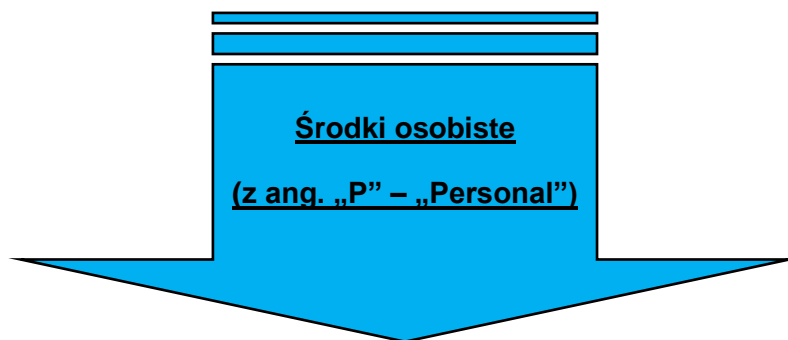 Środki osobiste
(z ang. „P” – „Personal”)